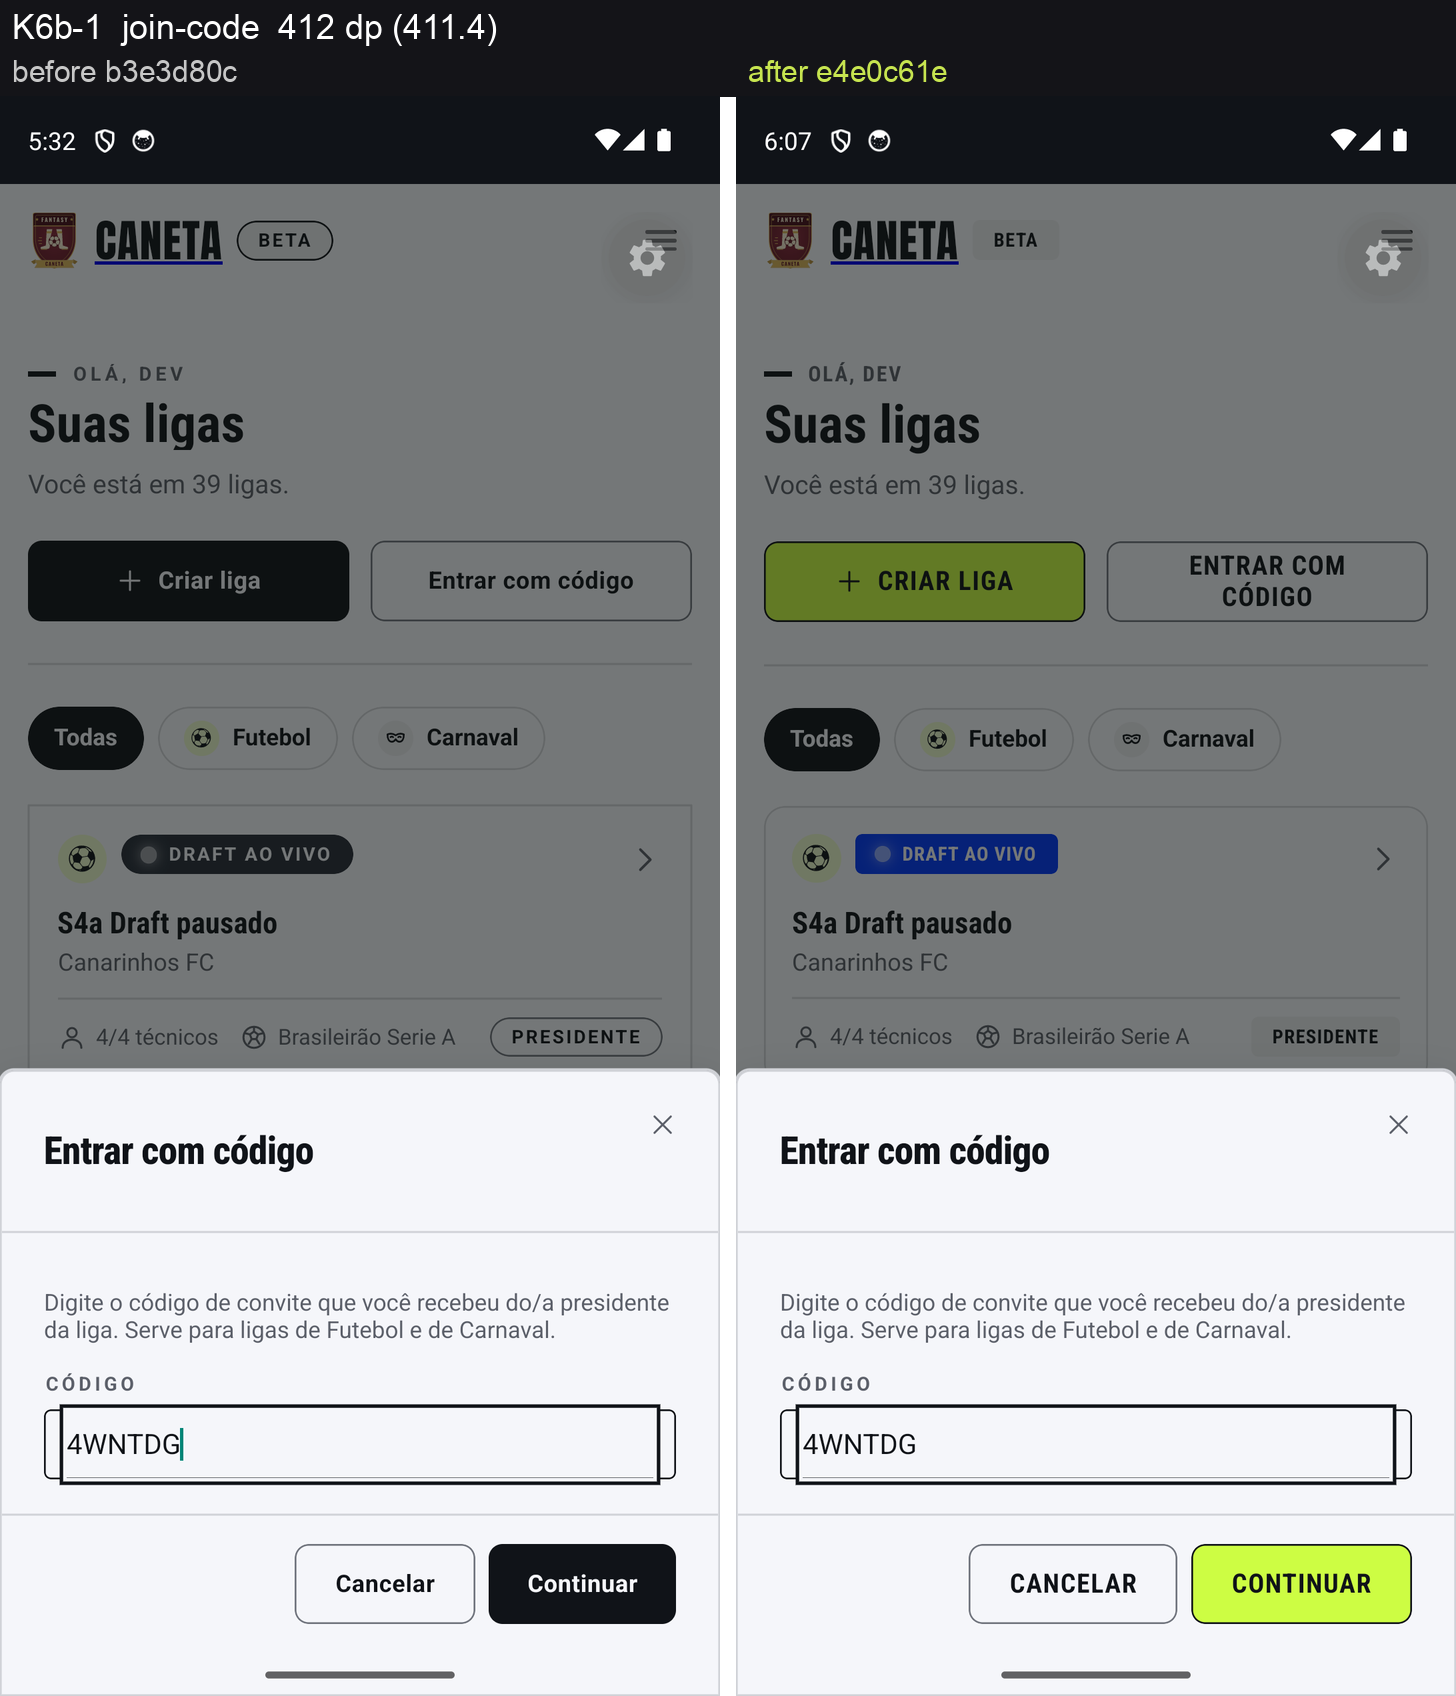 K6b-1 join-code 412 dp (411.4)
before b3e3d80c
after e4e0c61e
5:32
FANTASY
CANETA
CANETA
BETA
OLÁ, DEV
Suas ligas
Você está em 39 ligas.
Criar liga
Entrar com código
Todas
Futebol
Carnaval
DRAFT AO VIVO
S4a Draft pausado
Canarinhos FC
4/4 técnicos
Brasileirão Serie A
PRESIDENTE
Entrar com código
Digite o código de convite que você recebeu do/a presidente
da liga. Serve para ligas de Futebol e de Carnaval.
CÓDIGO
4WNTDG
Cancelar
Continuar
6:07
FANTASY
CANETA
CANETA
BETA
OLÁ, DEV
Suas ligas
Você está em 39 ligas.
CRIAR LIGA
ENTRAR COM
CÓDIGO
Todas
Futebol
Carnaval
DRAFT AO VIVO
S4a Draft pausado
Canarinhos FC
4/4 técnicos
Brasileirão Serie A
PRESIDENTE
Entrar com código
Digite o código de convite que você recebeu do/a presidente
da liga. Serve para ligas de Futebol e de Carnaval.
CÓDIGO
4WNTDG
CANCELAR
CONTINUAR